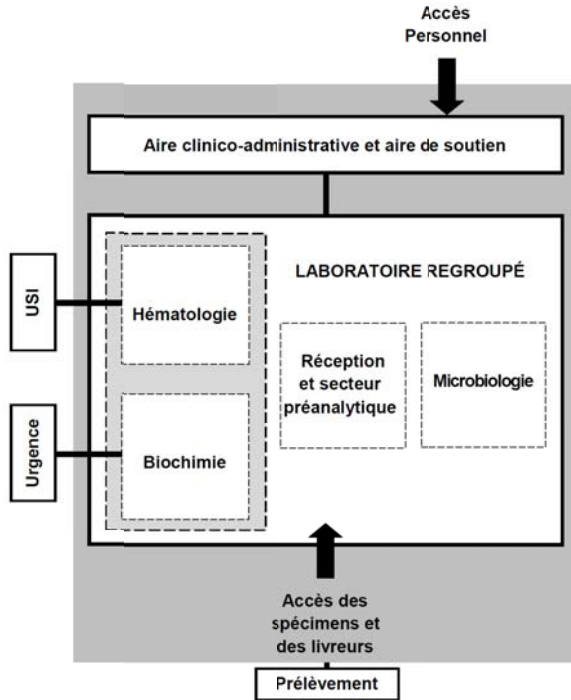 Accès
Personnel
Aire clinico-administrative et aire de soutien
LABORATOIRE REGROUPÉ
USI
Hématologie
Réception
et secteur
préanalytique
Microbiologie
Urgence
Biochimie
Accès des
spécimens et
des livreurs
Prélèvement